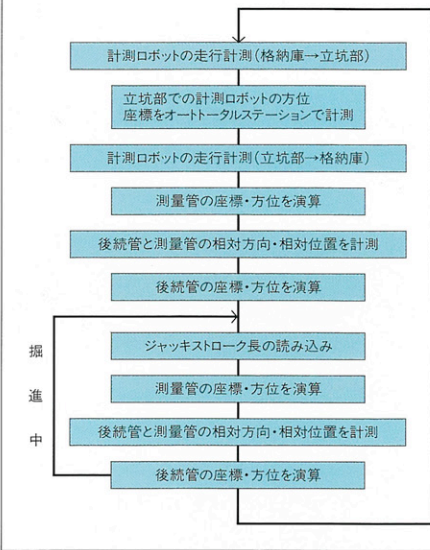 計測ロボットの走行計測(格納庫→立坑部)
立坑部での計測ロボットの方位
座標をオートトータルステーションで計測
計測ロボットの走行計測(立坑部→格納庫)
測量管の座標・方位を演算
後続管と測量管の相対方向・相対位置を計測
後続管の座標・方位を演算
掘進中
ジャッキストローク長の読み込み
測量管の座標・方位を演算
後続管と測量管の相対方向・相対位置を計測
後続管の座標・方位を演算